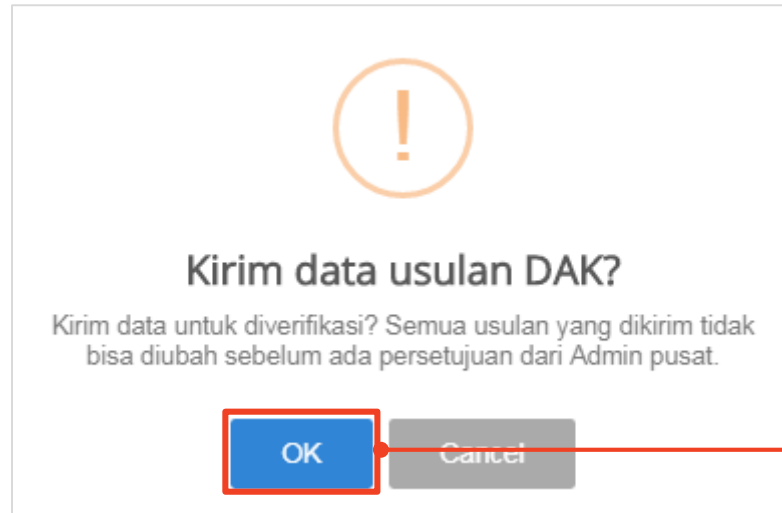 Kirim data usulan DAK?
Kirim data untuk diverifikasi? Semua usulan yang dikirim tidak
bisa diubah sebelum ada persetujuan dari Admin pusat.
OK
Cancel